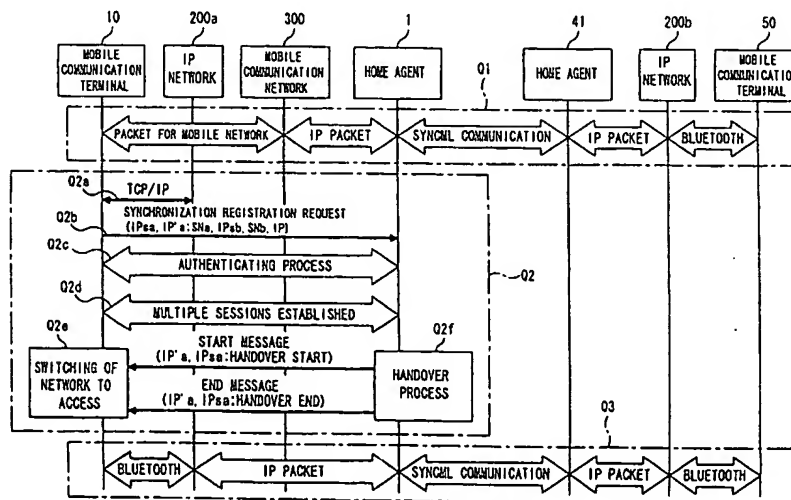 10
200a
300
1
41
200b
50
MOBILE
COMMUNICATION
TERMINAL
IP
NETWORK
MOBILE
COMMUNICATION
NETWORK
HOME AGENT
HOME AGENT
IP
NETWORK
MOBILE
COMMUNICATION
TERMINAL
Q1
PACKET FOR MOBILE NETWORK
IP PACKET
SYNCML COMMUNICATION
IP PACKET
BLUETOOTH
Q2a
TCP/IP
Q2b
SYNCHRONIZATION REGISTRATION REQUEST
(IPsa, IP'a:SNa, IPsb, SNb, IP)
Q2c
AUTHENTICATING PROCESS
Q2
Q2d
MULTIPLE SESSIONS ESTABLISHED
Q2e
START MESSAGE
(IP'a, IPsa:HANDOVER START)
Q2f
SWITCHING OF
NETWORK TO
ACCESS
END MESSAGE
(IP'a, IPsa:HANDOVER END)
HANDOVER
PROCESS
Q3
BLUETOOTH
IP PACKET
SYNCML COMMUNICATION
IP PACKET
BLUETOOTH